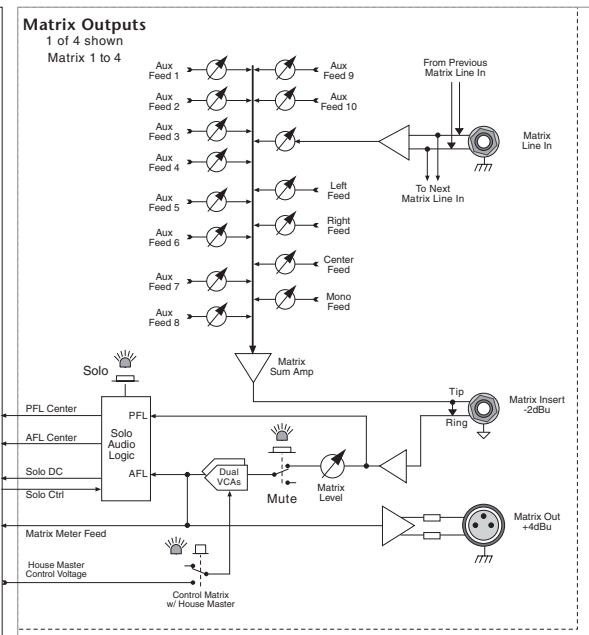 Matrix Outputs
1 of 4 shown
Matrix 1 to 4
Aux
Feed 1
Aux
Feed 2
Aux
Feed 3
Aux
Feed 4
Aux
Feed 5
Aux
Feed 6
Aux
Feed 7
Aux
Feed 8
Aux
Feed 9
Aux
Feed 10
Left
Feed
Right
Feed
Center
Feed
Mono
Feed
From Previous
Matrix Line In
Matrix
Line In
To Next
Matrix Line In
Matrix
Sum Amp
Solo
PFL Center
AFL Center
Solo DC
Solo Ctrl
PFL
Solo
Audio
Logic
AFL
Dual
VCAs
Mute
Matrix
Level
Tip
Ring
Matrix Insert
-2dBu
Matrix Out
+4dBu
Matrix Meter Feed
House Master
Control Voltage
Control Matrix
w/ House Master